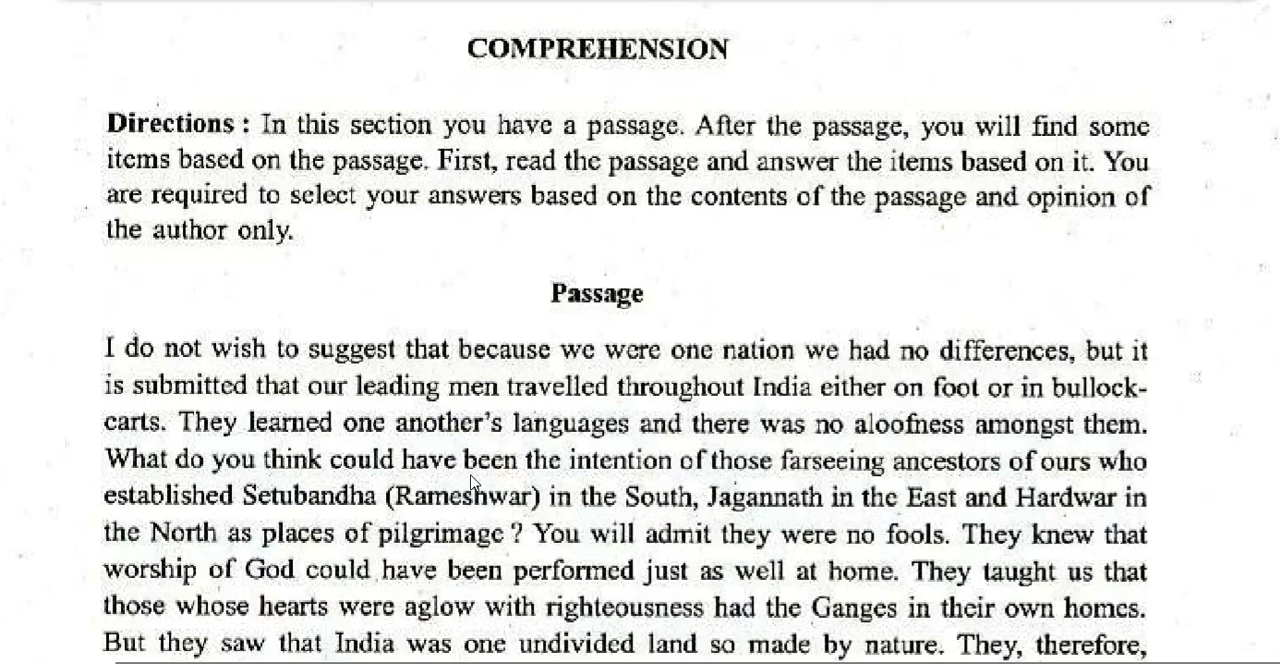 COMPREHENSION
Directions : In this section you have a passage. After the passage, you will find some
items based on the passage. First, read the passage and answer the items based on it. You
are required to select your answers based on the contents of the passage and opinion of
the author only.
Passage
I do not wish to suggest that because we were one nation we had no differences, but it
is submitted that our leading men travelled throughout India either on foot or in bullock-
carts. They learned one another's languages and there was no aloofness amongst them.
What do you think could have been the intention of those farseeing ancestors of ours who
established Setubandha (Rameshwar) in the South, Jagannath in the East and Hardwar in
the North as places of pilgrimage ? You will admit they were no fools. They knew that
worship of God could have been performed just as well at home. They taught us that
those whose hearts were aglow with righteousness had the Ganges in their own homes.
But they saw that India was one undivided land so made by nature. They, therefore,